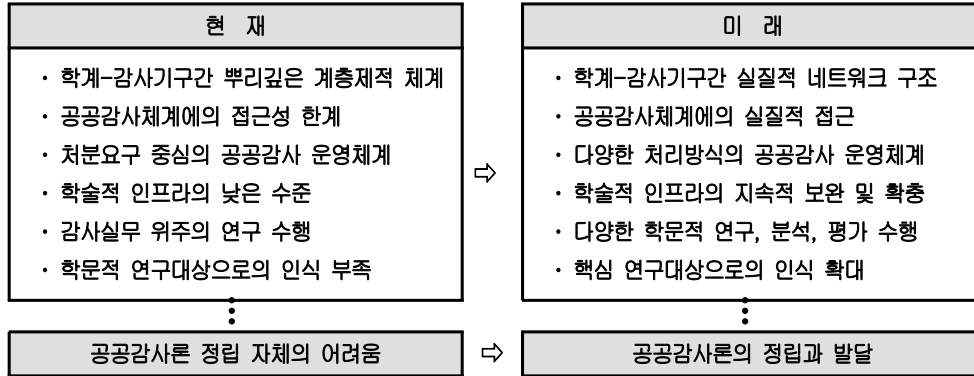 현 재
· 학계-감사기구간 뿌리깊은 계층제적 체계
· 공공감사체계에의 접근성 한계
· 처분요구 중심의 공공감사 운영체계
· 학술적 인프라의 낮은 수준
· 감사실무 위주의 연구 수행
· 학문적 연구대상으로의 인식 부족
공공감사론 정립 자체의 어려움
⇨
⇨
미 래
· 학계-감사기구간 실질적 네트워크 구조
· 공공감사체계에의 실질적 접근
· 다양한 처리방식의 공공감사 운영체계
· 학술적 인프라의 지속적 보완 및 확충
· 다양한 학문적 연구, 분석, 평가 수행
· 핵심 연구대상으로의 인식 확대
공공감사론의 정립과 발달